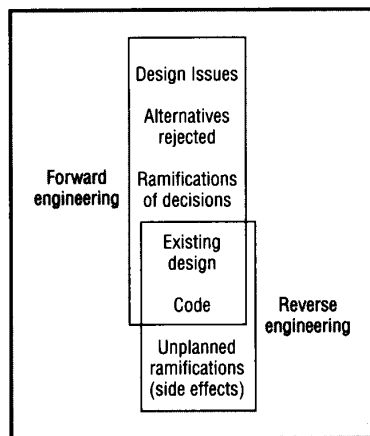 Design Issues
Alternatives
rejected
Forward
engineering
Ramifications
of decisions
Existing
design
Code
Reverse
engineering
Unplanned
ramifications
(side effects)